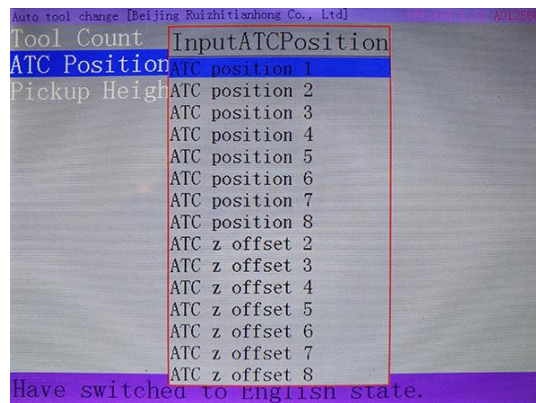 Auto tool change [Beijing Ruizhitianhong Co., Ltd]
Tool Count
ATC Position
Pickup Heigh
InputATCPosition
ATC position 1
ATC position 2
ATC position 3
ATC position 4
ATC position 5
ATC position 6
ATC position 7
ATC position 8
ATC z offset 2
ATC z offset 3
ATC z offset 4
ATC z offset 5
ATC z offset 6
ATC z offset 7
ATC z offset 8
Have switched to English state.